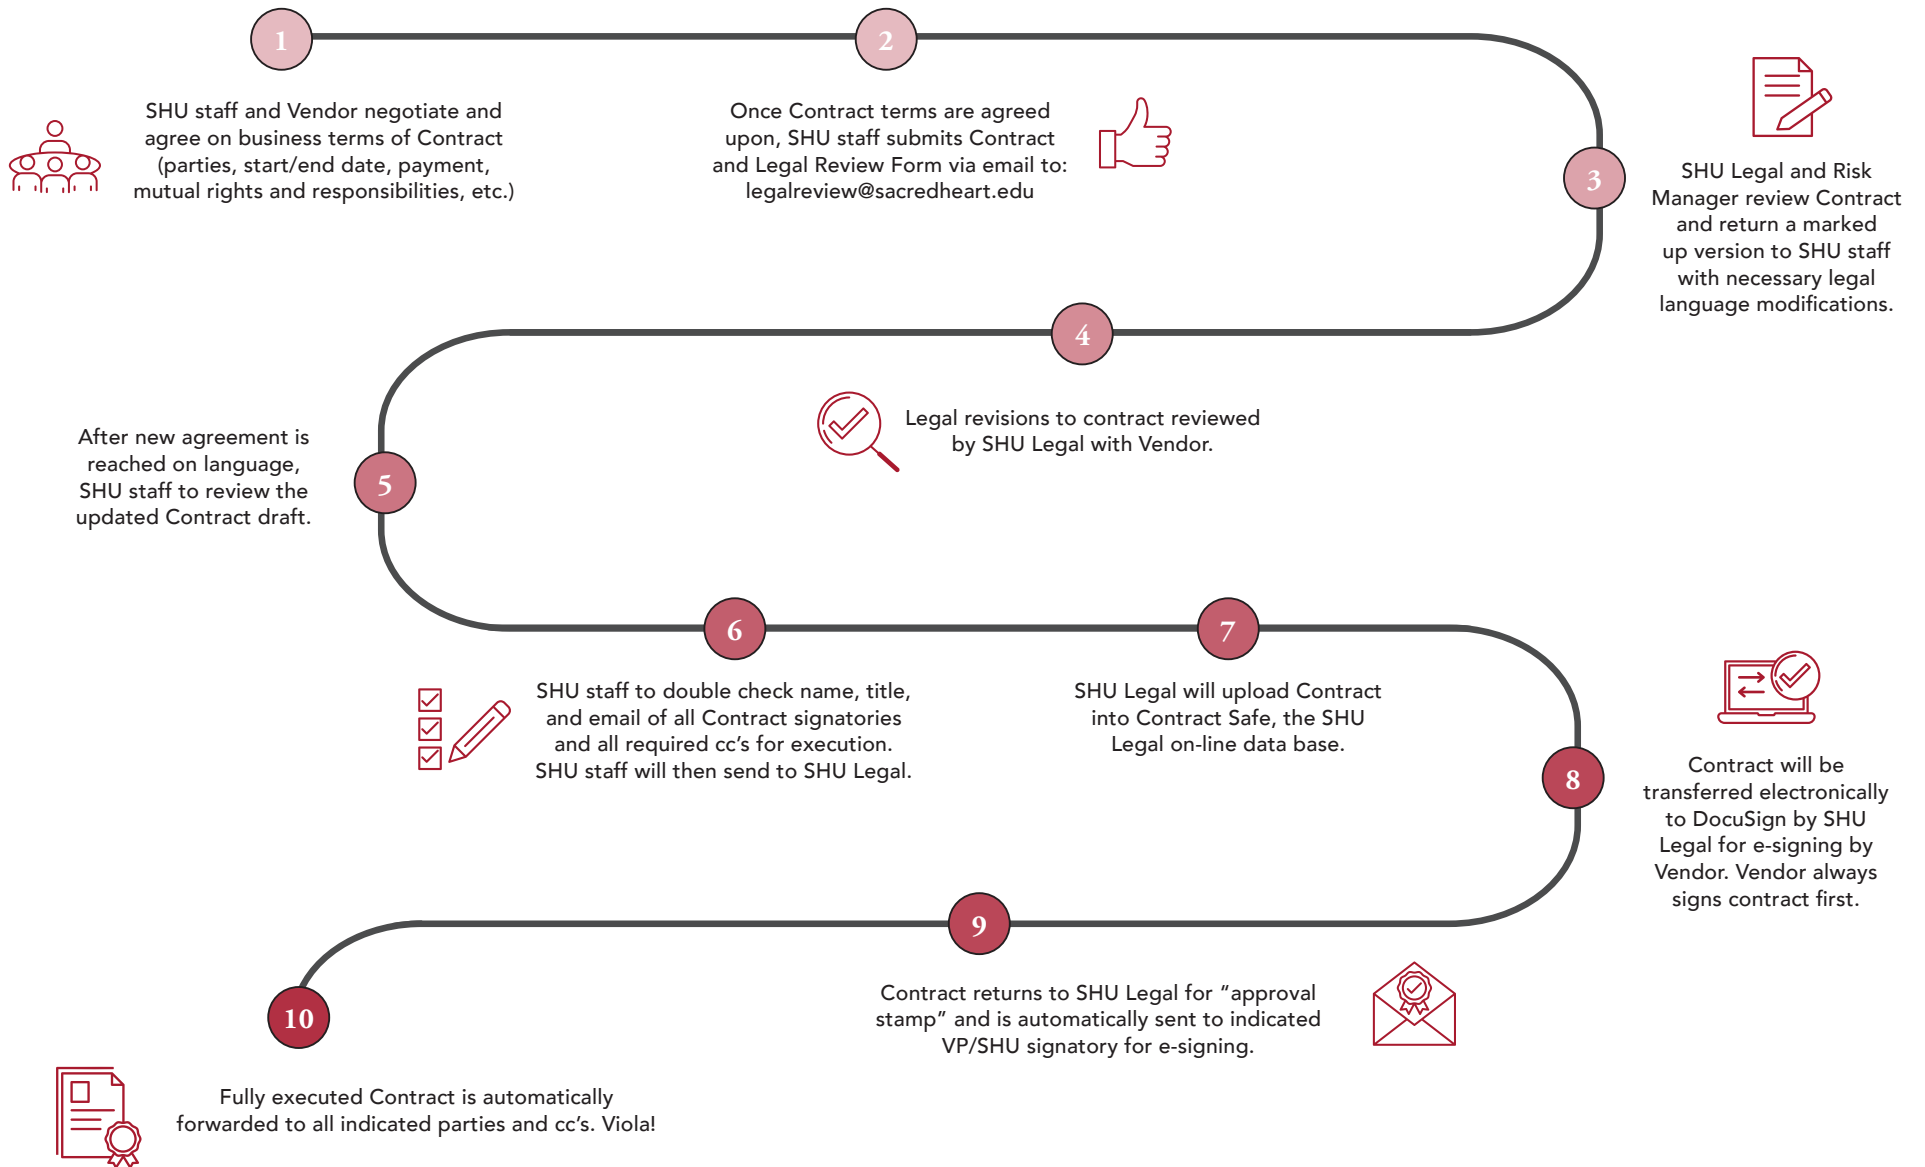 1
SHU staff and Vendor negotiate and
agree on business terms of Contract
(parties, start/end date, payment,
mutual rights and responsibilities, etc.)
2
Once Contract terms are agreed
upon, SHU staff submits Contract
and Legal Review Form via email to:
legalreview@sacredheart.edu
3
SHU Legal and Risk
Manager review Contract
and return a marked
up version to SHU staff
with necessary legal
language modifications.
4
Legal revisions to contract reviewed
by SHU Legal with Vendor.
5
After new agreement is
reached on language,
SHU staff to review the
updated Contract draft.
6
SHU staff to double check name, title,
and email of all Contract signatories
and all required cc's for execution.
SHU staff will then send to SHU Legal.
7
SHU Legal will upload Contract
into Contract Safe, the SHU
Legal on-line data base.
8
Contract will be
transferred electronically
to DocuSign by SHU
Legal for e-signing by
Vendor. Vendor always
signs contract first.
9
Contract returns to SHU Legal for “approval
stamp” and is automatically sent to indicated
VP/SHU signatory for e-signing.
10
Fully executed Contract is automatically
forwarded to all indicated parties and cc's. Viola!